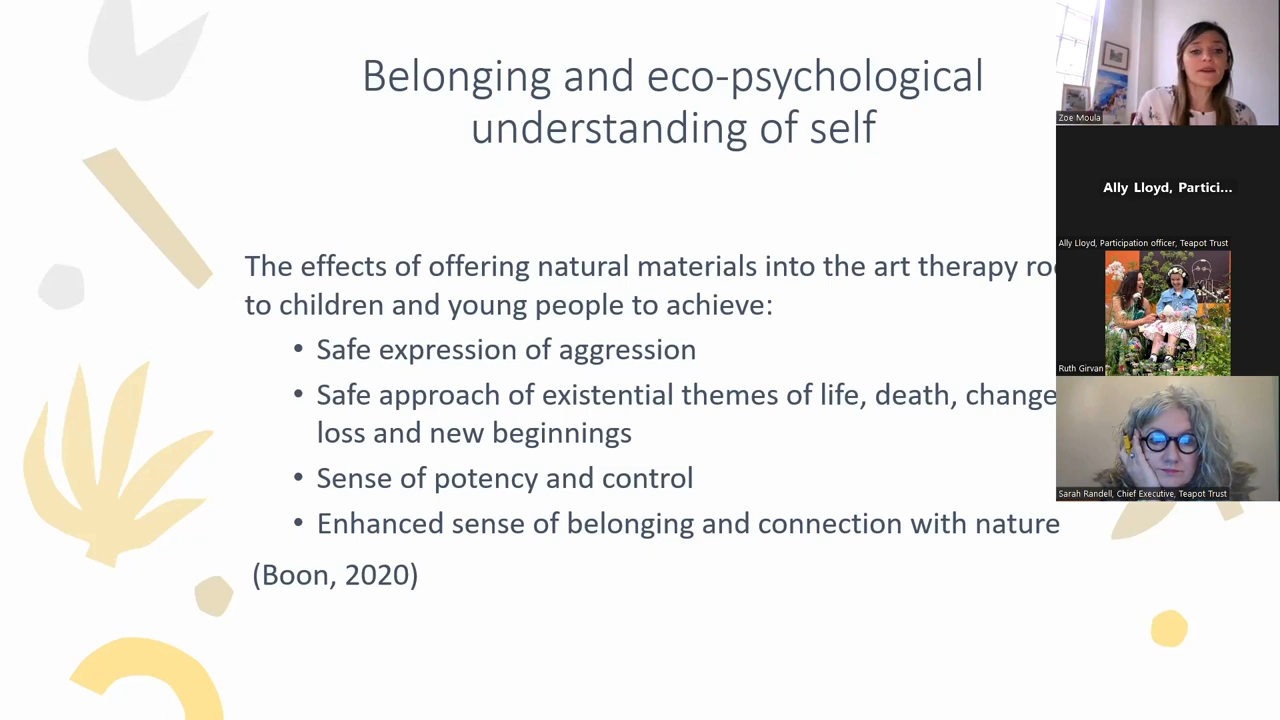 Belonging and eco-psychological
understanding of self
The effects of offering natural materials into the art therapy
to children and young people to achieve:
• Safe expression of aggression
• Safe approach of existential themes of life, death, change
loss and new beginnings
• Sense of potency and control
• Enhanced sense of belonging and connection with nature
(Boon, 2020)
Zoe Moula
Ally Lloyd, Partici...
Ally Lloyd, Participation officer, Teapot Trust
Ruth Girvan
Sarah Randell, Chief Executive, Teapot Trust